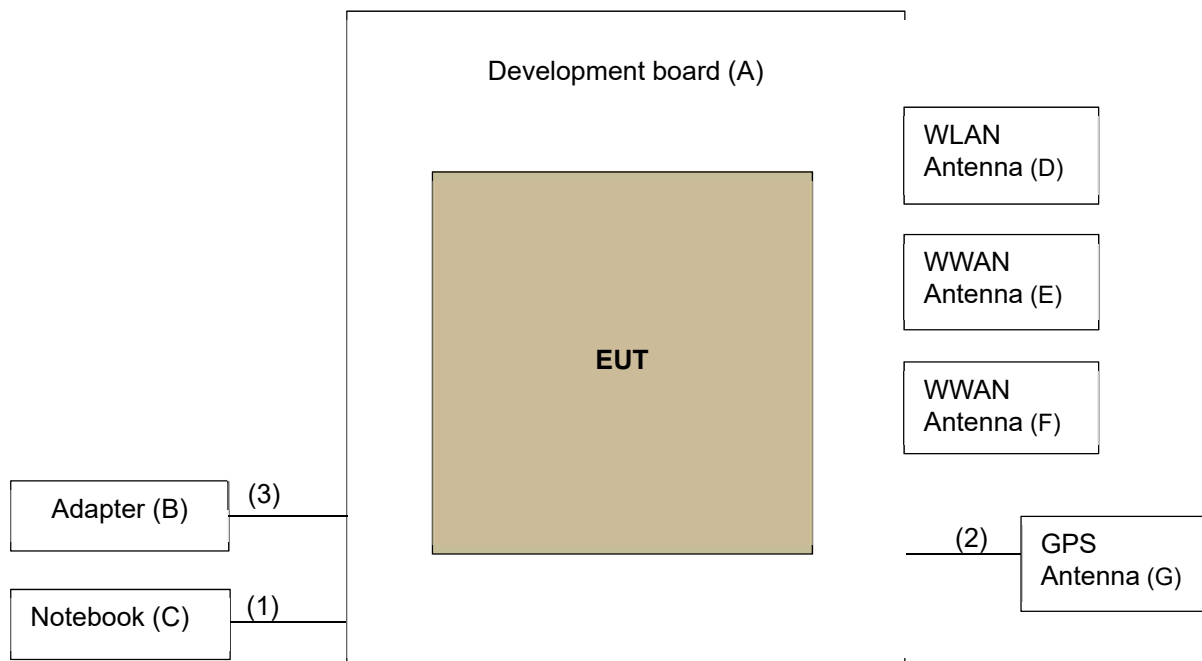 Development board (A)
WLAN
Antenna (D)
WWAN
Antenna (E)
EUT
WWAN
Antenna (F)
Adapter (B)
(3)
(2)
GPS
Antenna (G)
Notebook (C)
(1)